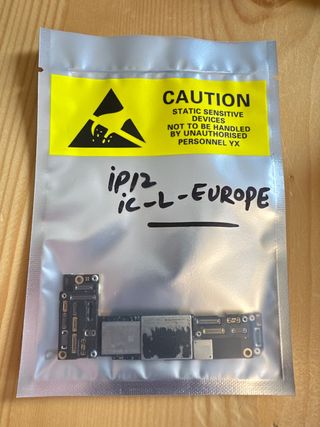 CAUTION
STATIC SENSITIVE
DEVICES
NOT TO BE HANDLED
BY UNAUTHORISED
PERSONNEL YX
iP12
iC-L-EUROPE